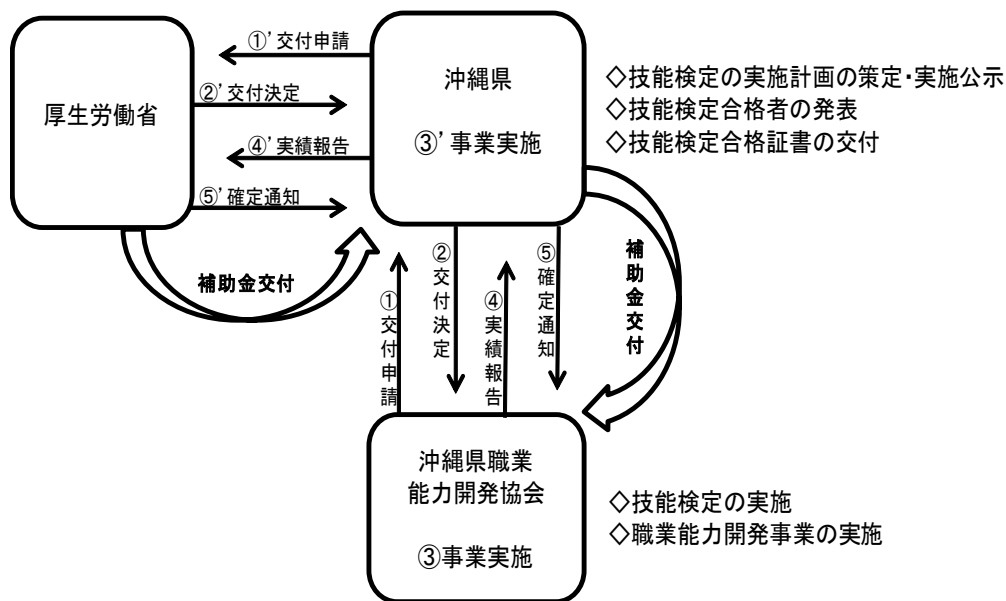 厚生労働省
①’交付申請
②’交付決定
④’実績報告
⑤’確定通知
補助金交付
沖縄県
③’事業実施
◇技能検定の実施計画の策定・実施公示
◇技能検定合格者の発表
◇技能検定合格証書の交付
①交付申請
②交付決定
④実績報告
⑤確定通知
補助金交付
沖縄県職業
能力開発協会
③事業実施
◇技能検定の実施
◇職業能力開発事業の実施